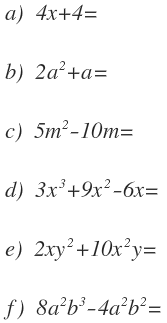 a) 4x+4=
b) 2a²+a=
c) 5m²-10m=
d) 3x³+9x²-6x=
e) 2xy²+10x²y=
f) 8a²b³-4a²b²=